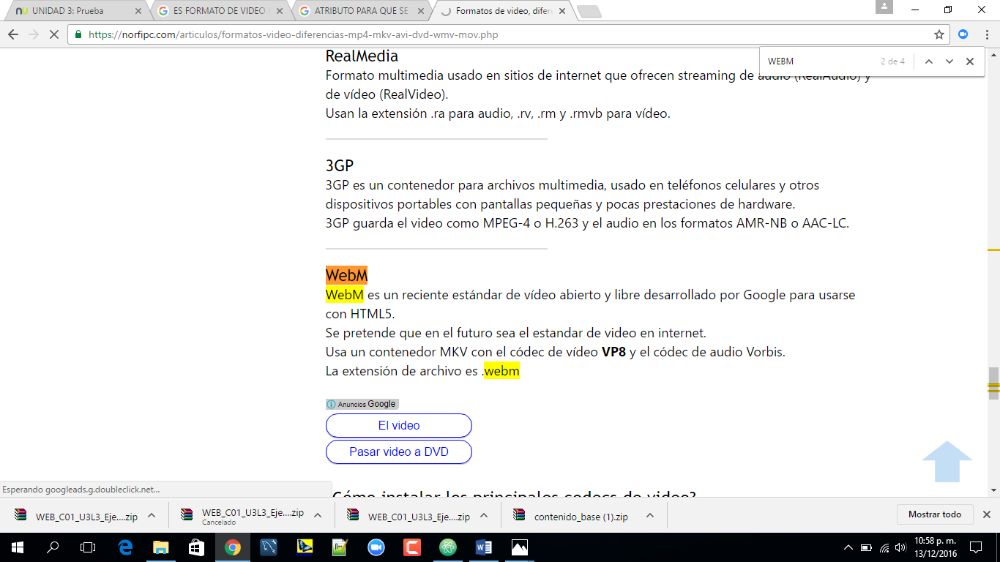 UNIDAD 3: Prueba
ES FORMATO DE VIDEO
ATRIBUTO PARA QUE SE
Formatos de video, difere
https://norfipc.com/articulos/formatos-video-diferencias-mp4-mkv-avi-dvd-wmv-mov.php
WEBM 2 de 4
RealMedia
Formato multimedia usado en sitios de internet que ofrecen streaming de audio (RealAudio) y
de vídeo (RealVideo).
Usan la extensión .ra para audio, .rv, .rm y .rmvb para vídeo.
3GP
3GP es un contenedor para archivos multimedia, usado en teléfonos celulares y otros
dispositivos portables con pantallas pequeñas y pocas prestaciones de hardware.
3GP guarda el video como MPEG-4 o H.263 y el audio en los formatos AMR-NB o AAC-LC.
WebM
WebM es un reciente estándar de vídeo abierto y libre desarrollado por Google para usarse
con HTML5.
Se pretende que en el futuro sea el estandar de video en internet.
Usa un contenedor MKV con el códec de vídeo VP8 y el códec de audio Vorbis.
La extensión de archivo es .webm
Anuncios Google
El video
Pasar video a DVD
Esperando googleads.g.doubleclick.net...
Cómo instalar los principales codecs de video?
WEB_C01_U3L3_Eje....zip
WEB_C01_U3L3_Eje....zip
Cancelado
WEB_C01_U3L3_Eje....zip
contenido_base (1).zip
Mostrar todo
10:58 p. m.
13/12/2016